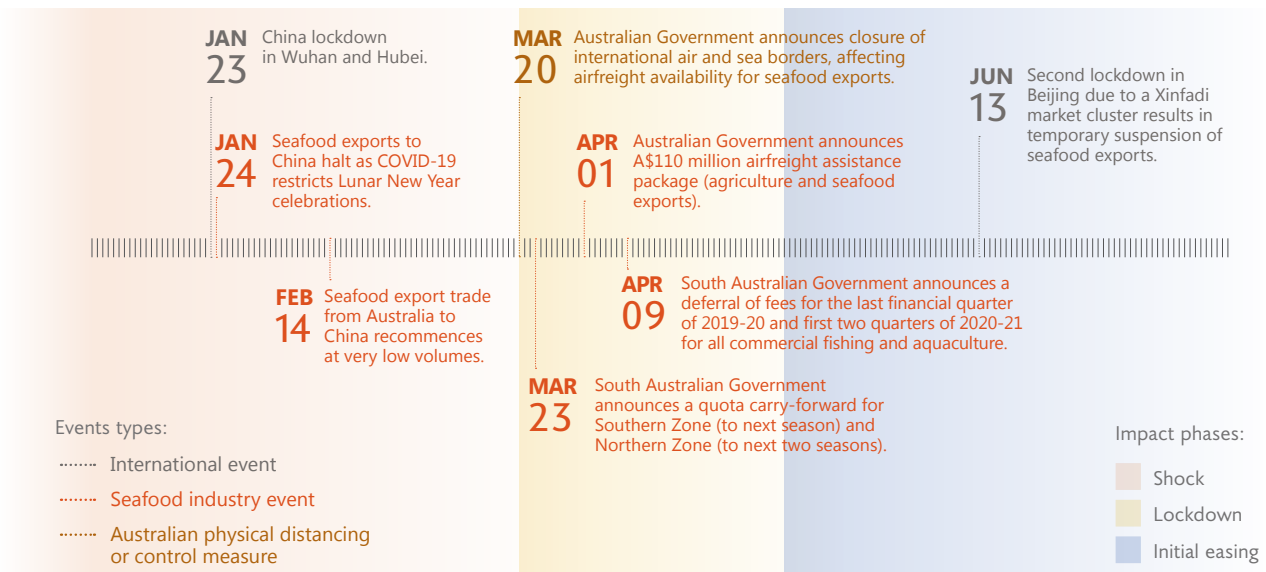 JAN
23
China lockdown
in Wuhan and Hubei.
MAR
20
Australian Government announces closure of
international air and sea borders, affecting
airfreight availability for seafood exports.
JUN
13
Second lockdown in
Beijing due to a Xinfadi
market cluster results in
temporary suspension of
seafood exports.
JAN
24
Seafood exports to
China halt as COVID-19
restricts Lunar New Year
celebrations.
APR
01
Australian Government announces
A$110 million airfreight assistance
package (agriculture and seafood
exports).
FEB
14
Seafood export trade
from Australia to
China recommences
at very low volumes.
APR
09
South Australian Government announces a
deferral of fees for the last financial quarter
of 2019-20 and first two quarters of 2020-21
for all commercial fishing and aquaculture.
MAR
23
South Australian Government
announces a quota carry-forward for
Southern Zone (to next season) and
Northern Zone (to next two seasons).
Events types:
International event
Seafood industry event
Australian physical distancing
or control measure
Impact phases:
Shock
Lockdown
Initial easing